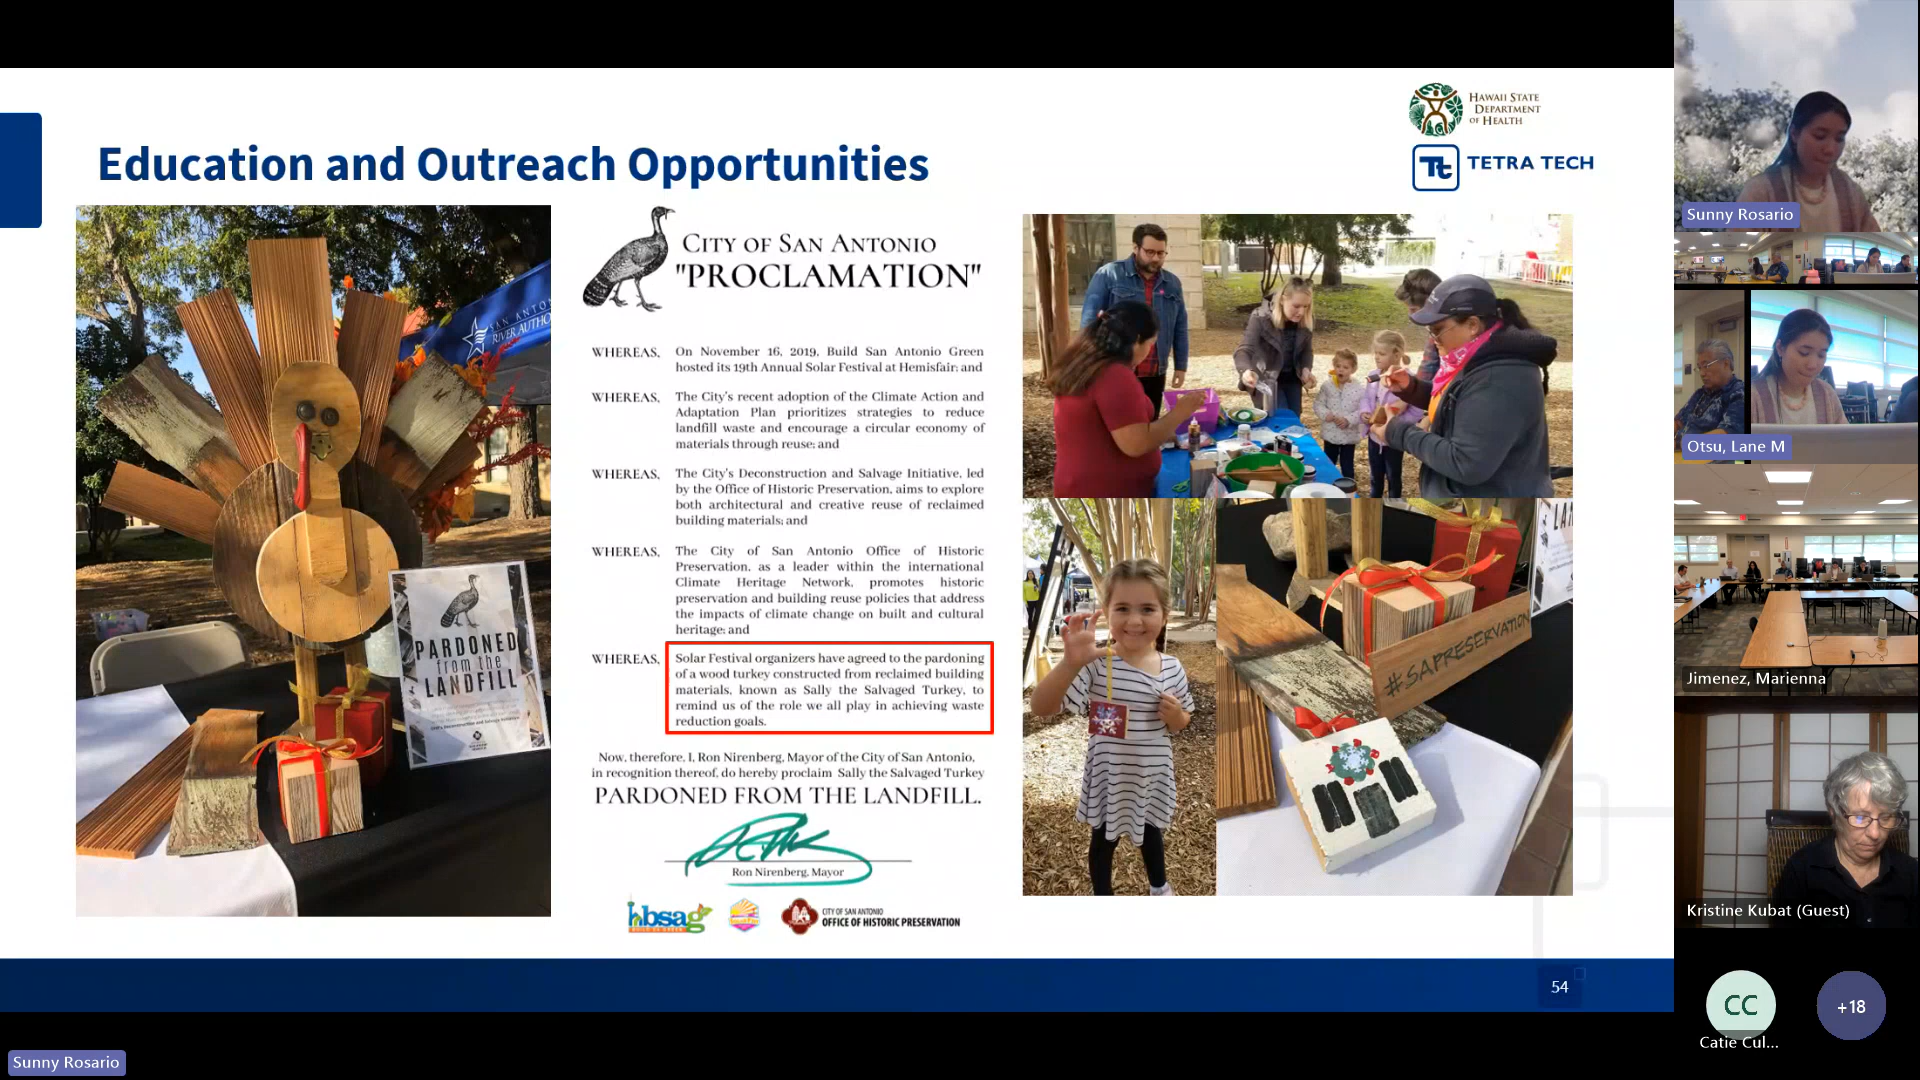 HAWAII STATE
DEPARTMENT
OF HEALTH
TETRA TECH
Education and Outreach Opportunities
SAN ANTONIO
RIVER AUTHO
PARDONED
from the
LANDFILL
CITY OF SAN ANTONIO
"PROCLAMATION"
WHEREAS, On November 16, 2019, Build San Antonio Green
hosted its 19th Annual Solar Festival at Hemisfair; and
WHEREAS, The City's recent adoption of the Climate Action and
Adaptation Plan prioritizes strategies to reduce
landfill waste and encourage a circular economy of
materials through reuse; and
WHEREAS, The City's Deconstruction and Salvage Initiative, led
by the Office of Historic Preservation, aims to explore
both architectural and creative reuse of reclaimed
building materials; and
WHEREAS, The City of San Antonio Office of Historic
Preservation, as a leader within the international
Climate Heritage Network, promotes historic
preservation and building reuse policies that address
the impacts of climate change on built and cultural
heritage; and
WHEREAS, Solar Festival organizers have agreed to the pardoning
of a wood turkey constructed from reclaimed building
materials, known as Sally the Salvaged Turkey, to
remind us of the role we all play in achieving waste
reduction goals.
Now, therefore, I, Ron Nirenberg, Mayor of the City of San Antonio,
in recognition thereof, do hereby proclaim Sally the Salvaged Turkey
PARDONED FROM THE LANDFILL.
Ron Nirenberg, Mayor
bsag
CITY OF SAN ANTONIO
OFFICE OF HISTORIC PRESERVATION
#SAPRESERVATION
LA
54
Sunny Rosario
Otsu, Lane M
Jimenez, Marienna
Kristine Kubat (Guest)
CC
Catie Cul...
+18
Sunny Rosario